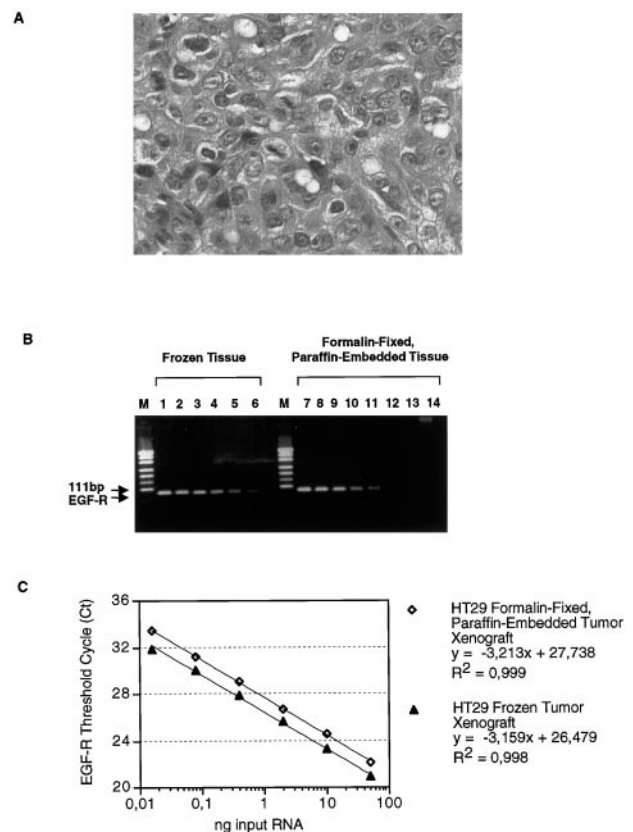 A
B
Frozen Tissue
Formalin-Fixed,
Paraffin-Embedded Tissue
M 1 2 3 4 5 6 M 7 8 9 10 11 12 13 14
111bp
EGF-R
C
EGF-R Threshold Cycle (Ct)
36
32
28
24
20
0,01 0,1 1 10 100
ng input RNA
HT29 Formalin-Fixed,
Paraffin-Embedded Tumor
Xenograft
y = -3,213x + 27,738
R² = 0,999
HT29 Frozen Tumor
Xenograft
y = -3,159x + 26,479
R² = 0,998